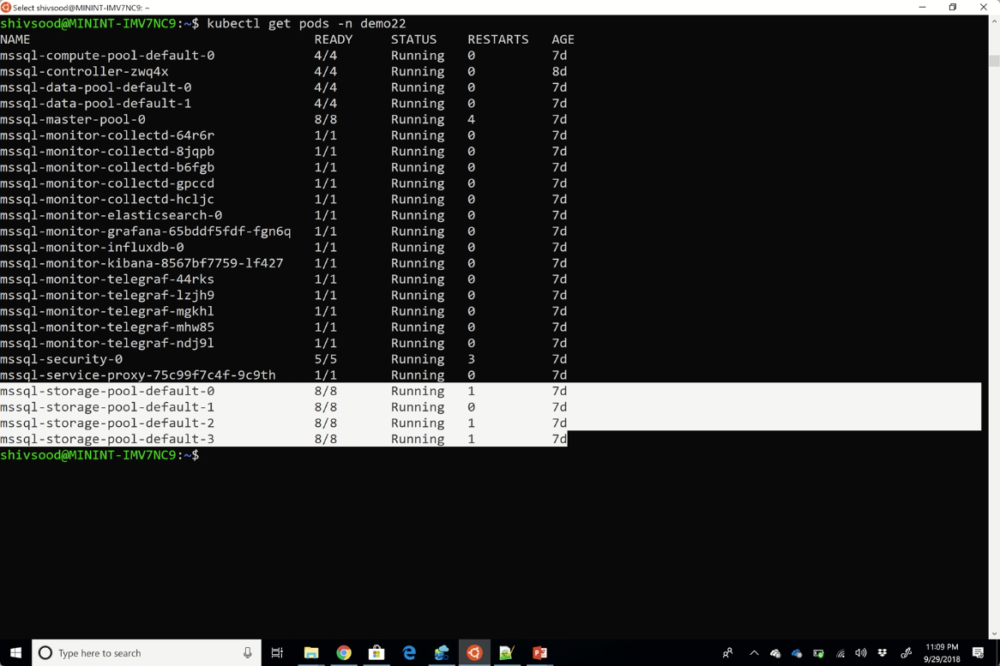 Select shivsood@MININT-IMV7NC9: ~
shivsood@MININT-IMV7NC9:~$ kubectl get pods -n demo22
NAME READY STATUS RESTARTS AGE
mssql-compute-pool-default-0 4/4 Running 0 7d
mssql-controller-zwq4x 4/4 Running 0 8d
mssql-data-pool-default-0 4/4 Running 0 7d
mssql-data-pool-default-1 4/4 Running 0 7d
mssql-master-pool-0 8/8 Running 4 7d
mssql-monitor-collectd-64r6r 1/1 Running 0 7d
mssql-monitor-collectd-8jqpb 1/1 Running 0 7d
mssql-monitor-collectd-b6fgb 1/1 Running 0 7d
mssql-monitor-collectd-gpccd 1/1 Running 0 7d
mssql-monitor-collectd-hcljc 1/1 Running 0 7d
mssql-monitor-elasticsearch-0 1/1 Running 0 7d
mssql-monitor-grafana-65bddf5fdf-fgn6q 1/1 Running 0 7d
mssql-monitor-influxdb-0 1/1 Running 0 7d
mssql-monitor-kibana-8567bf7759-lf427 1/1 Running 0 7d
mssql-monitor-telegraf-44rks 1/1 Running 0 7d
mssql-monitor-telegraf-lzjh9 1/1 Running 0 7d
mssql-monitor-telegraf-mgkhl 1/1 Running 0 7d
mssql-monitor-telegraf-mhw85 1/1 Running 0 7d
mssql-monitor-telegraf-ndj9l 1/1 Running 0 7d
mssql-security-0 5/5 Running 3 7d
mssql-service-proxy-75c99f7c4f-9c9th 1/1 Running 0 7d
mssql-storage-pool-default-0 8/8 Running 1 7d
mssql-storage-pool-default-1 8/8 Running 0 7d
mssql-storage-pool-default-2 8/8 Running 1 7d
mssql-storage-pool-default-3 8/8 Running 1 7d
shivsood@MININT-IMV7NC9:~$
Type here to search
11:09 PM
9/29/2018